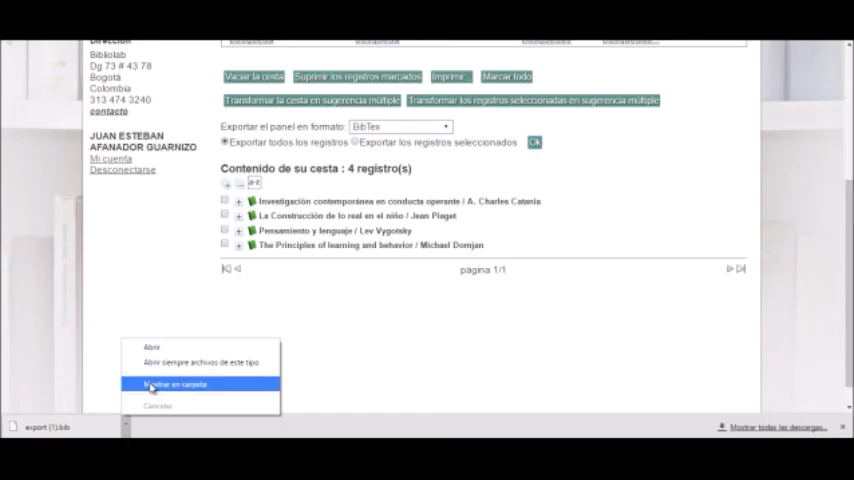 Dirección
Bibliolab
Dg 73 # 43 78
Bogotá
Colombia
313 474 3240
contacto
JUAN ESTEBAN
AFANADOR GUARNIZO
Mi cuenta
Desconectarse
Vaciar la cesta Suprimir los registros marcados Imprimir... Marcar todo
Transformar la cesta en sugerencia múltiple Transformar los registros seleccionadas en sugerencia múltiple
Exportar el panel en formato: BibTex
Exportar todos los registros Exportar los registros seleccionados Ok
Contenido de su cesta : 4 registro(s)
a-z
Investigación contemporánea en conducta operante / A. Charles Catania
La Construcción de lo real en el niño / Jean Piaget
Pensamiento y lenguaje / Lev Vygotsky
The Principles of learning and behavior / Michael Domjan
página 1/1
Abrir
Abrir siempre archivos de este tipo
Mostrar en carpeta
Cancelar
export (1).bib
Mostrar todas las descargas...